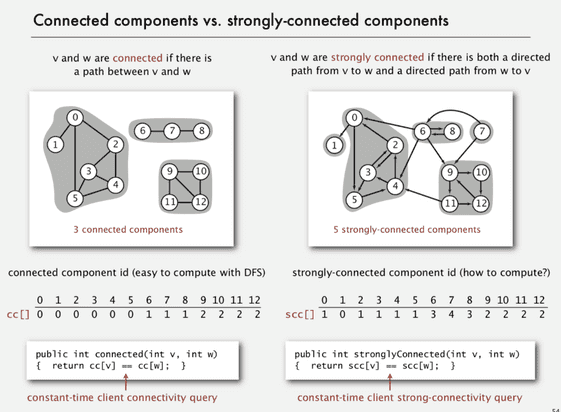 Connected components vs. strongly-connected components
v and w are connected if there is
a path between v and w
0
1
2
3
4
5
6
7
8
9
10
11
12
3 connected components
connected component id (easy to compute with DFS)
0 1 2 3 4 5 6 7 8 9 10 11 12
cc[] 0 0 0 0 0 0 1 1 1 2 2 2 2
public int connected(int v, int w)
{ return cc[v] == cc[w]; }
constant-time client connectivity query
v and w are strongly connected if there is both a directed
path from v to w and a directed path from w to v
0
1
2
3
4
5
6
8
7
9
10
11
12
5 strongly-connected components
strongly-connected component id (how to compute?)
0 1 2 3 4 5 6 7 8 9 10 11 12
scc[] 1 0 1 1 1 1 3 4 3 2 2 2 2
public int stronglyConnected(int v, int w)
{ return scc[v] == scc[w]; }
constant-time client strong-connectivity query